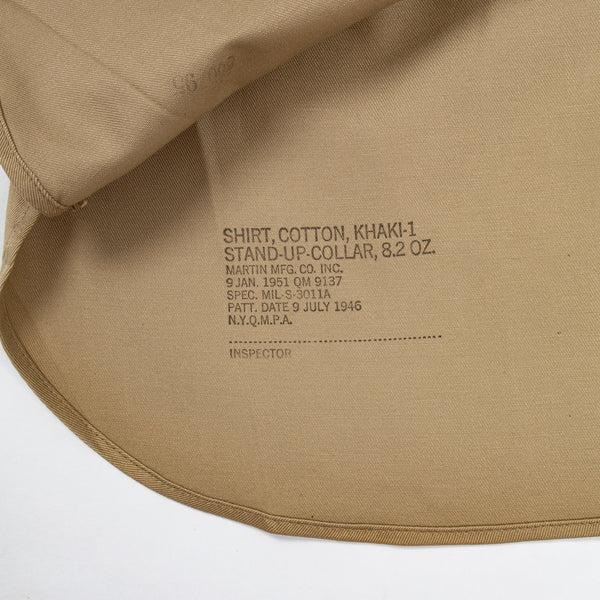 SHIRT, COTTON, KHAKI-1
STAND-UP-COLLAR, 8.2 OZ.
MARTIN MFG. CO. INC.
9 JAN. 1951 QM 9137
SPEC. MIL-S-3011A
PATT. DATE 9 JULY 1946
N.Y.Q.M.P.A.
INSPECTOR